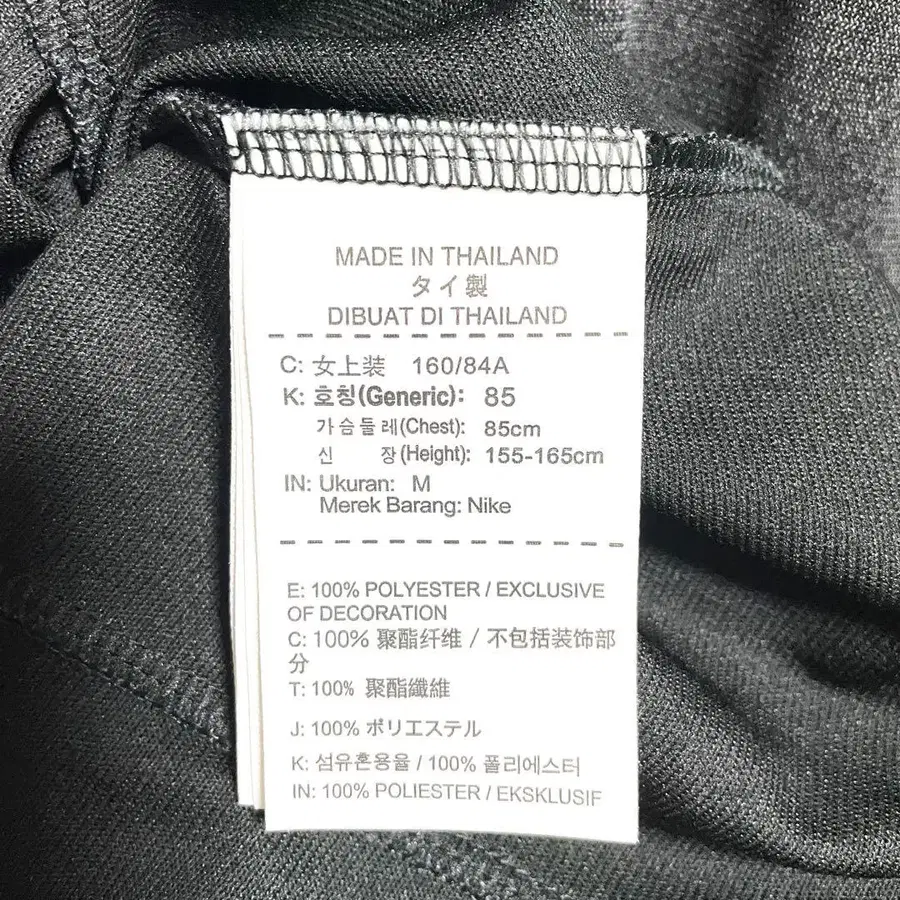 MADE IN THAILAND
タイ製
DIBUAT DI THAILAND
C: 女上装 160/84A
K: 호칭(Generic): 85
가슴둘레(Chest): 85cm
신 장(Height): 155-165cm
IN: Ukuran: M
Merek Barang: Nike
E: 100% POLYESTER / EXCLUSIVE
OF DECORATION
C: 100% 聚酯纤维 / 不包括装饰部
分
T: 100% 聚酯纖維
J: 100% ポリエステル
K: 섬유혼용율 / 100% 폴리에스터
IN: 100% POLIESTER / EKSKLUSIF